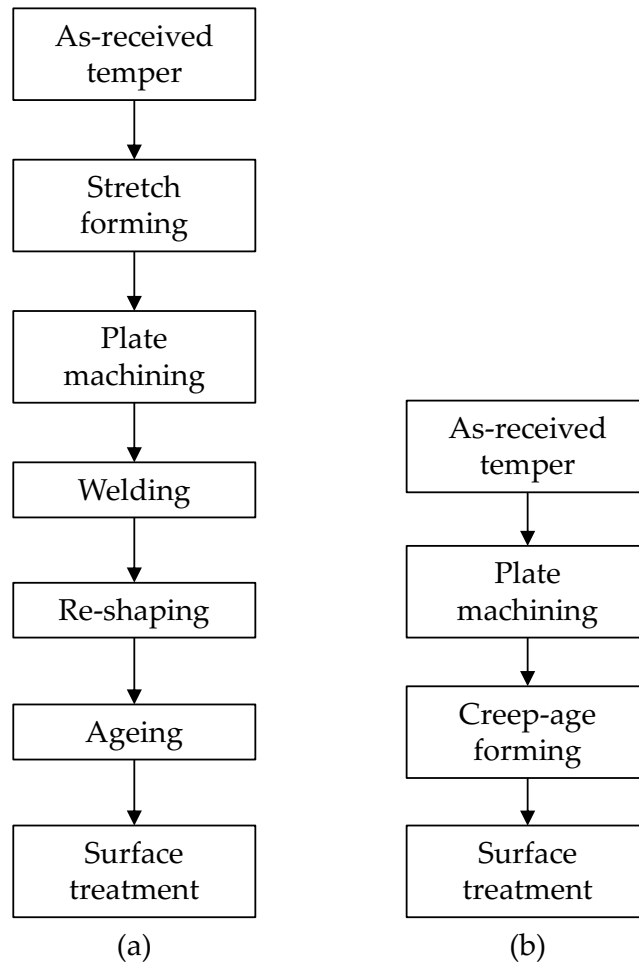 As-received
temper
Stretch
forming
Plate
machining
Welding
Re-shaping
Ageing
Surface
treatment
(a)
As-received
temper
Plate
machining
Creep-age
forming
Surface
treatment
(b)